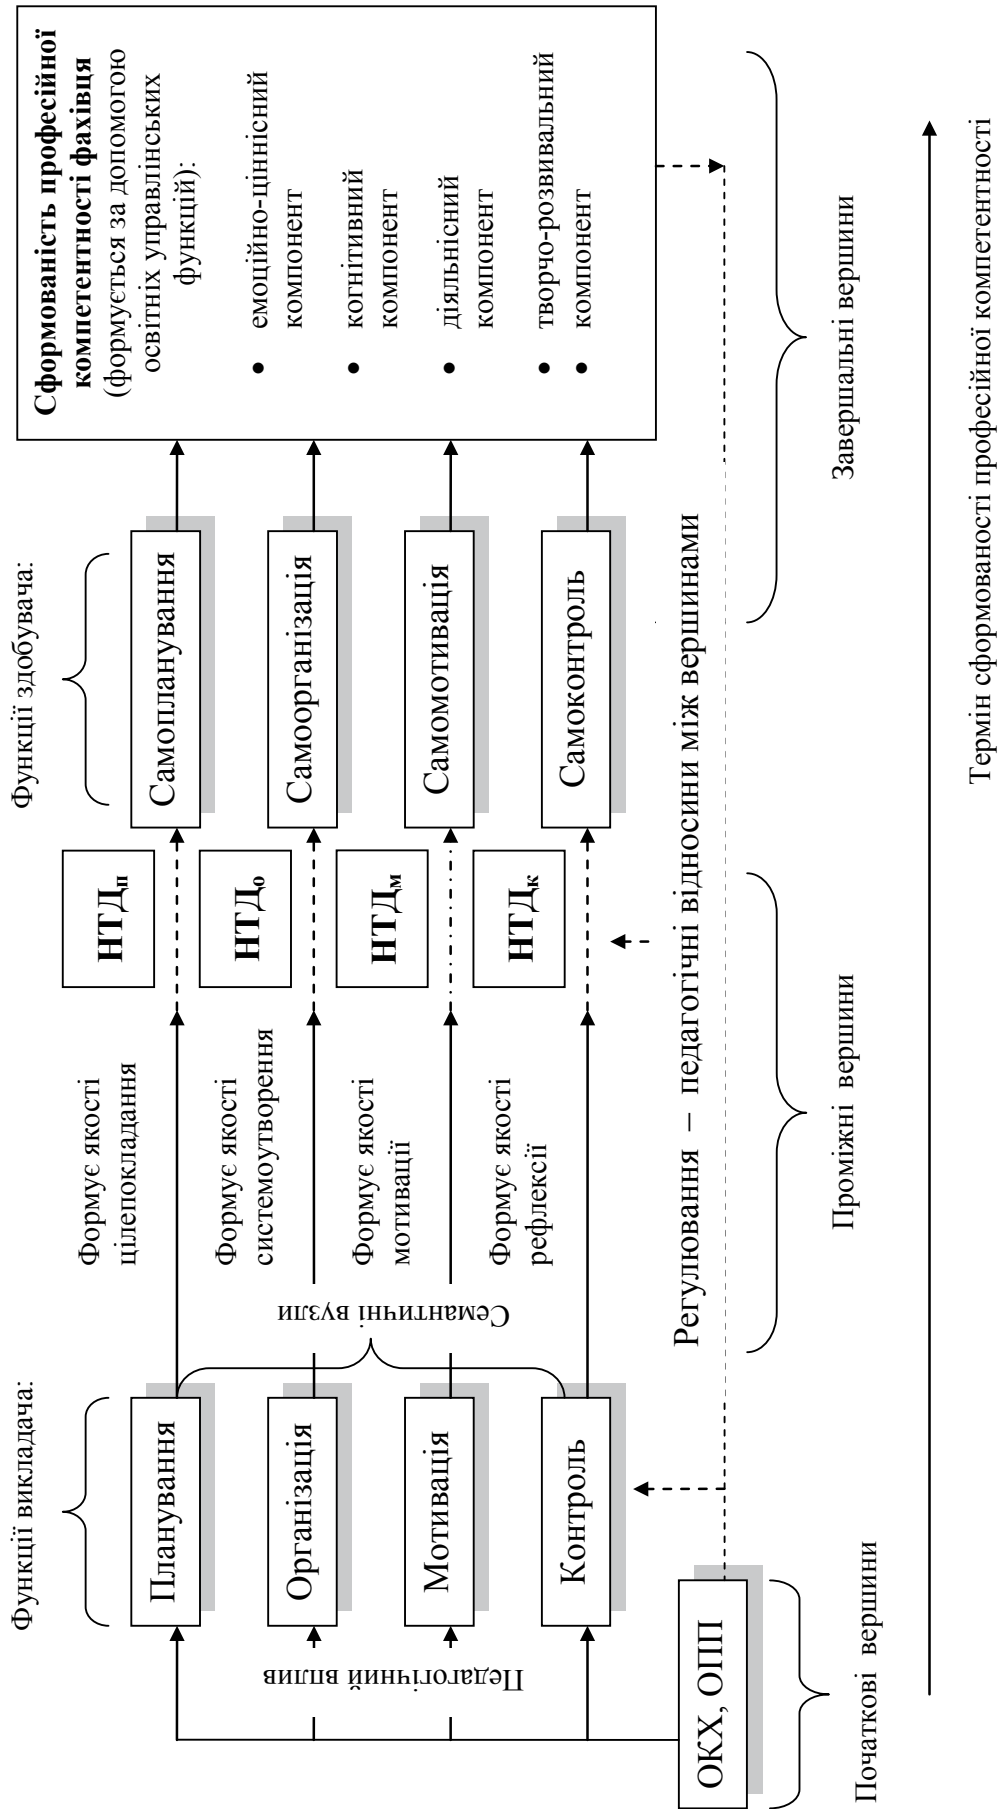 Функції викладача:
Функції здобувача:
Сформованість професійної
компетентності фахівця
(формується за допомогою
освітніх управлінських
функцій):
• емоційно-ціннісний
компонент
• когнітивний
компонент
• діяльнісний
компонент
• творчо-розвивальний
• компонент
Педагогічний вплив
Планування
Організація
Мотивація
Контроль
Семантичні вузли
Формує якості
цілепокладання
Формує якості
системоутворення
Формує якості
мотивації
Формує якості
рефлексії
НТДп
НТДо
НТДм
НТДк
Самопланування
Самоорганізація
Самомотивація
Самоконтроль
ОКХ, ОПП
Регулювання – педагогічні відносини між вершинами
Початкові вершини
Проміжні вершини
Завершальні вершини
Термін сформованості професійної компетентності